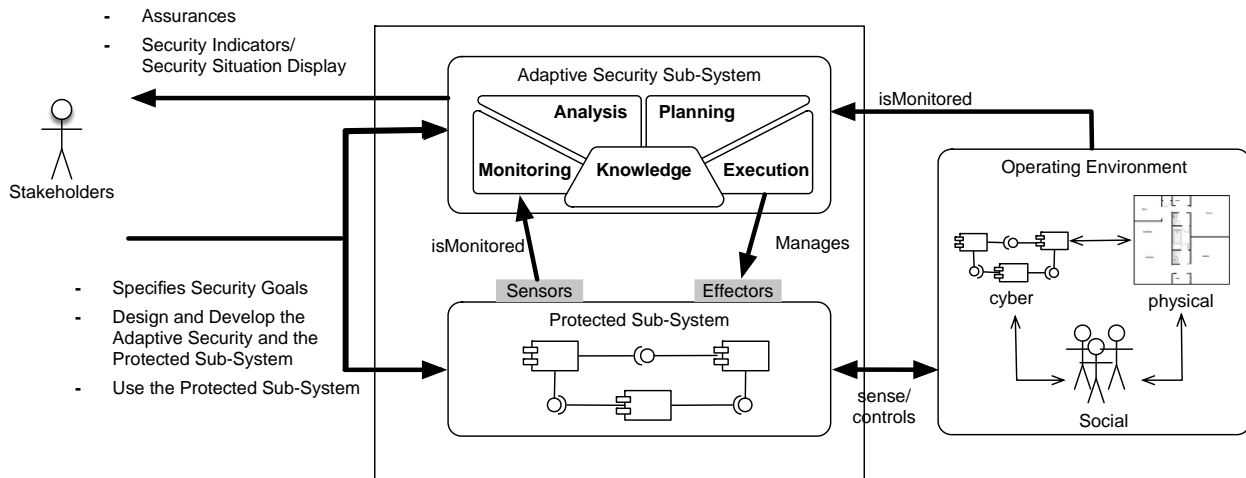 - Assurances
- Security Indicators/
Security Situation Display
Stakeholders
- Specifies Security Goals
- Design and Develop the
Adaptive Security and the
Protected Sub-System
- Use the Protected Sub-System
Adaptive Security Sub-System
Analysis
Planning
Monitoring
Knowledge
Execution
isMonitored
Manages
Sensors
Effectors
Protected Sub-System
isMonitored
sense/
controls
Operating Environment
cyber
physical
Social